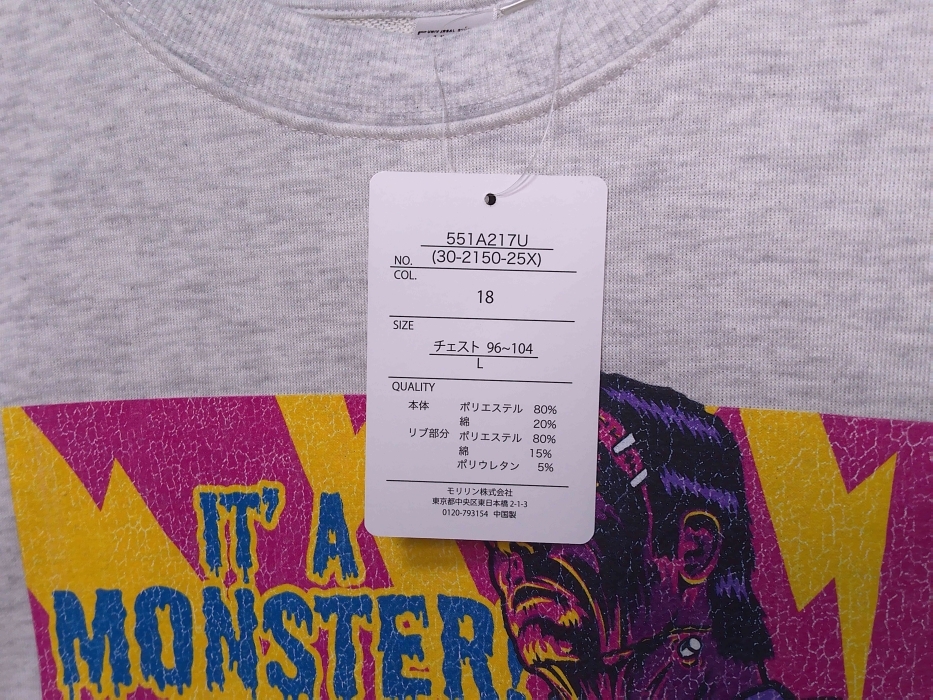 551A217U
NO. (30-2150-25X)
COL.
18
SIZE
チェスト 96~104
L
QUALITY
本体 ポリエステル 80%
綿 20%
リブ部分 ポリエステル 80%
綿 15%
ポリウレタン 5%
モリリン株式会社
東京都中央区東日本橋 2-1-3
0120-793154 中国製
IT' A
MONSTER!